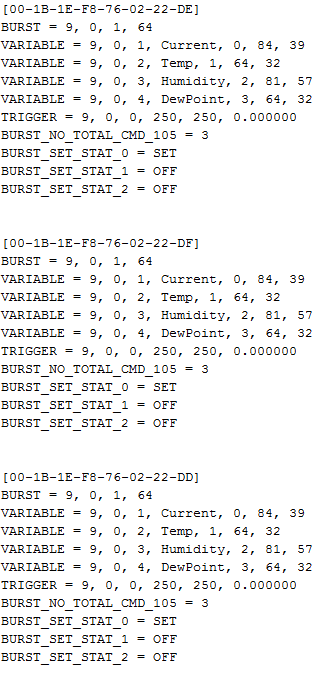 [00-1B-1E-F8-76-02-22-DE]
BURST = 9, 0, 1, 64
VARIABLE = 9, 0, 1, Current, 0, 84, 39
VARIABLE = 9, 0, 2, Temp, 1, 64, 32
VARIABLE = 9, 0, 3, Humidity, 2, 81, 57
VARIABLE = 9, 0, 4, DewPoint, 3, 64, 32
TRIGGER = 9, 0, 0, 250, 250, 0.000000
BURST_NO_TOTAL_CMD_105 = 3
BURST_SET_STAT_0 = SET
BURST_SET_STAT_1 = OFF
BURST_SET_STAT_2 = OFF
[00-1B-1E-F8-76-02-22-DF]
BURST = 9, 0, 1, 64
VARIABLE = 9, 0, 1, Current, 0, 84, 39
VARIABLE = 9, 0, 2, Temp, 1, 64, 32
VARIABLE = 9, 0, 3, Humidity, 2, 81, 57
VARIABLE = 9, 0, 4, DewPoint, 3, 64, 32
TRIGGER = 9, 0, 0, 250, 250, 0.000000
BURST_NO_TOTAL_CMD_105 = 3
BURST_SET_STAT_0 = SET
BURST_SET_STAT_1 = OFF
BURST_SET_STAT_2 = OFF
[00-1B-1E-F8-76-02-22-DD]
BURST = 9, 0, 1, 64
VARIABLE = 9, 0, 1, Current, 0, 84, 39
VARIABLE = 9, 0, 2, Temp, 1, 64, 32
VARIABLE = 9, 0, 3, Humidity, 2, 81, 57
VARIABLE = 9, 0, 4, DewPoint, 3, 64, 32
TRIGGER = 9, 0, 0, 250, 250, 0.000000
BURST_NO_TOTAL_CMD_105 = 3
BURST_SET_STAT_0 = SET
BURST_SET_STAT_1 = OFF
BURST_SET_STAT_2 = OFF